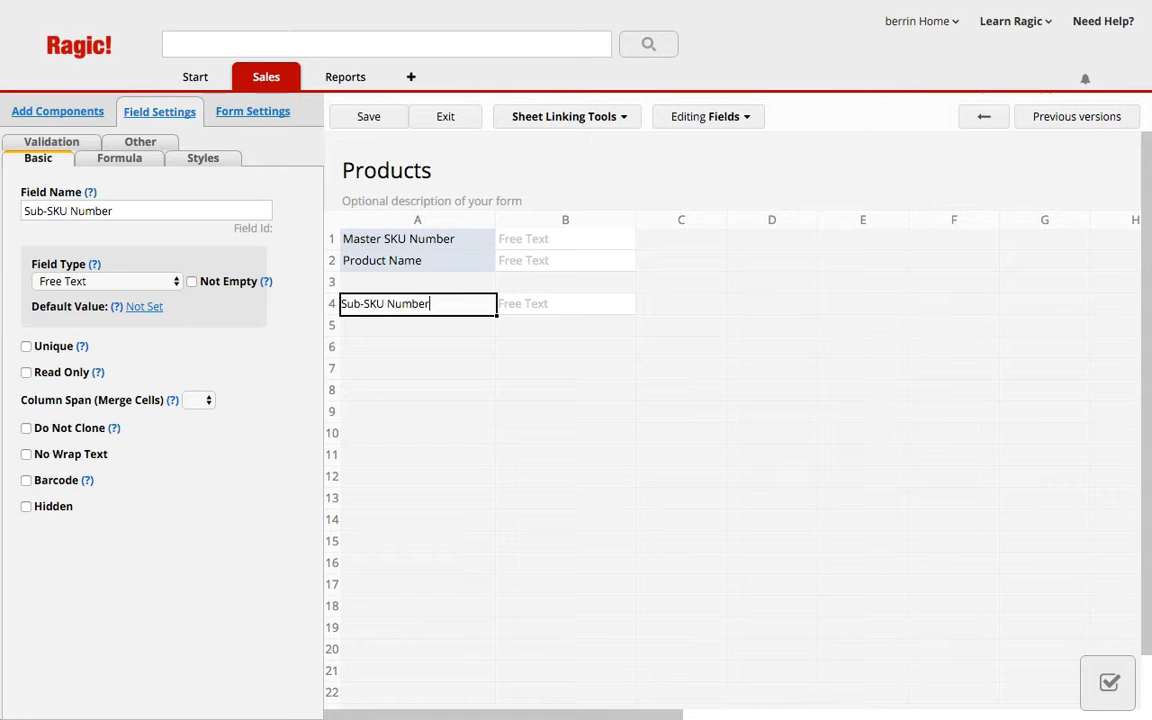 berrin Home Learn Ragic Need Help?
Ragic!
Start Sales Reports +
Add Components Field Settings Form Settings
Save Exit Sheet Linking Tools Editing Fields Previous versions
Validation Other
Basic Formula Styles
Products
Optional description of your form
Field Name (?)
Sub-SKU Number
Field Id:
Field Type (?)
Free Text Not Empty (?)
Default Value: (?) Not Set
Unique (?)
Read Only (?)
Column Span (Merge Cells) (?)
Do Not Clone (?)
No Wrap Text
Barcode (?)
Hidden
A B C D E F G H
1 Master SKU Number Free Text
2 Product Name Free Text
3
4 Sub-SKU Number Free Text
5
6
7
8
9
10
11
12
13
14
15
16
17
18
19
20
21
22